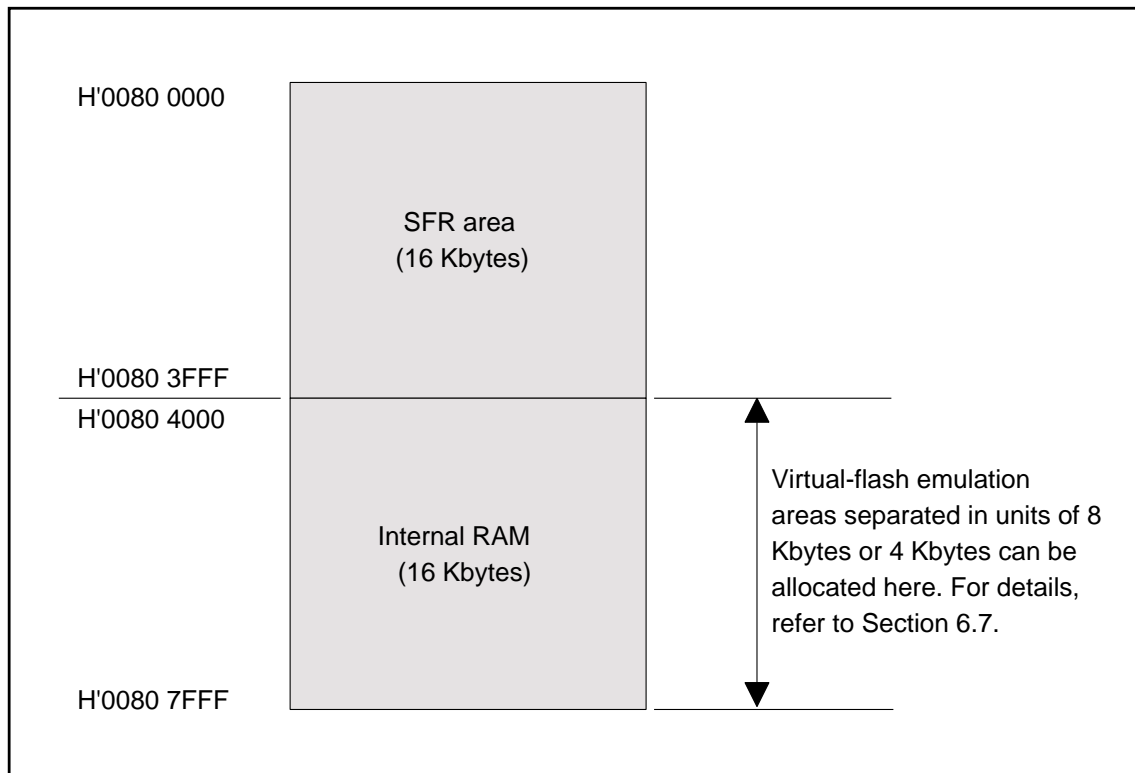 H'0080 0000
SFR area
(16 Kbytes)
H'0080 3FFF
H'0080 4000
Internal RAM
(16 Kbytes)
Virtual-flash emulation
areas separated in units of 8
Kbytes or 4 Kbytes can be
allocated here. For details,
refer to Section 6.7.
H'0080 7FFF